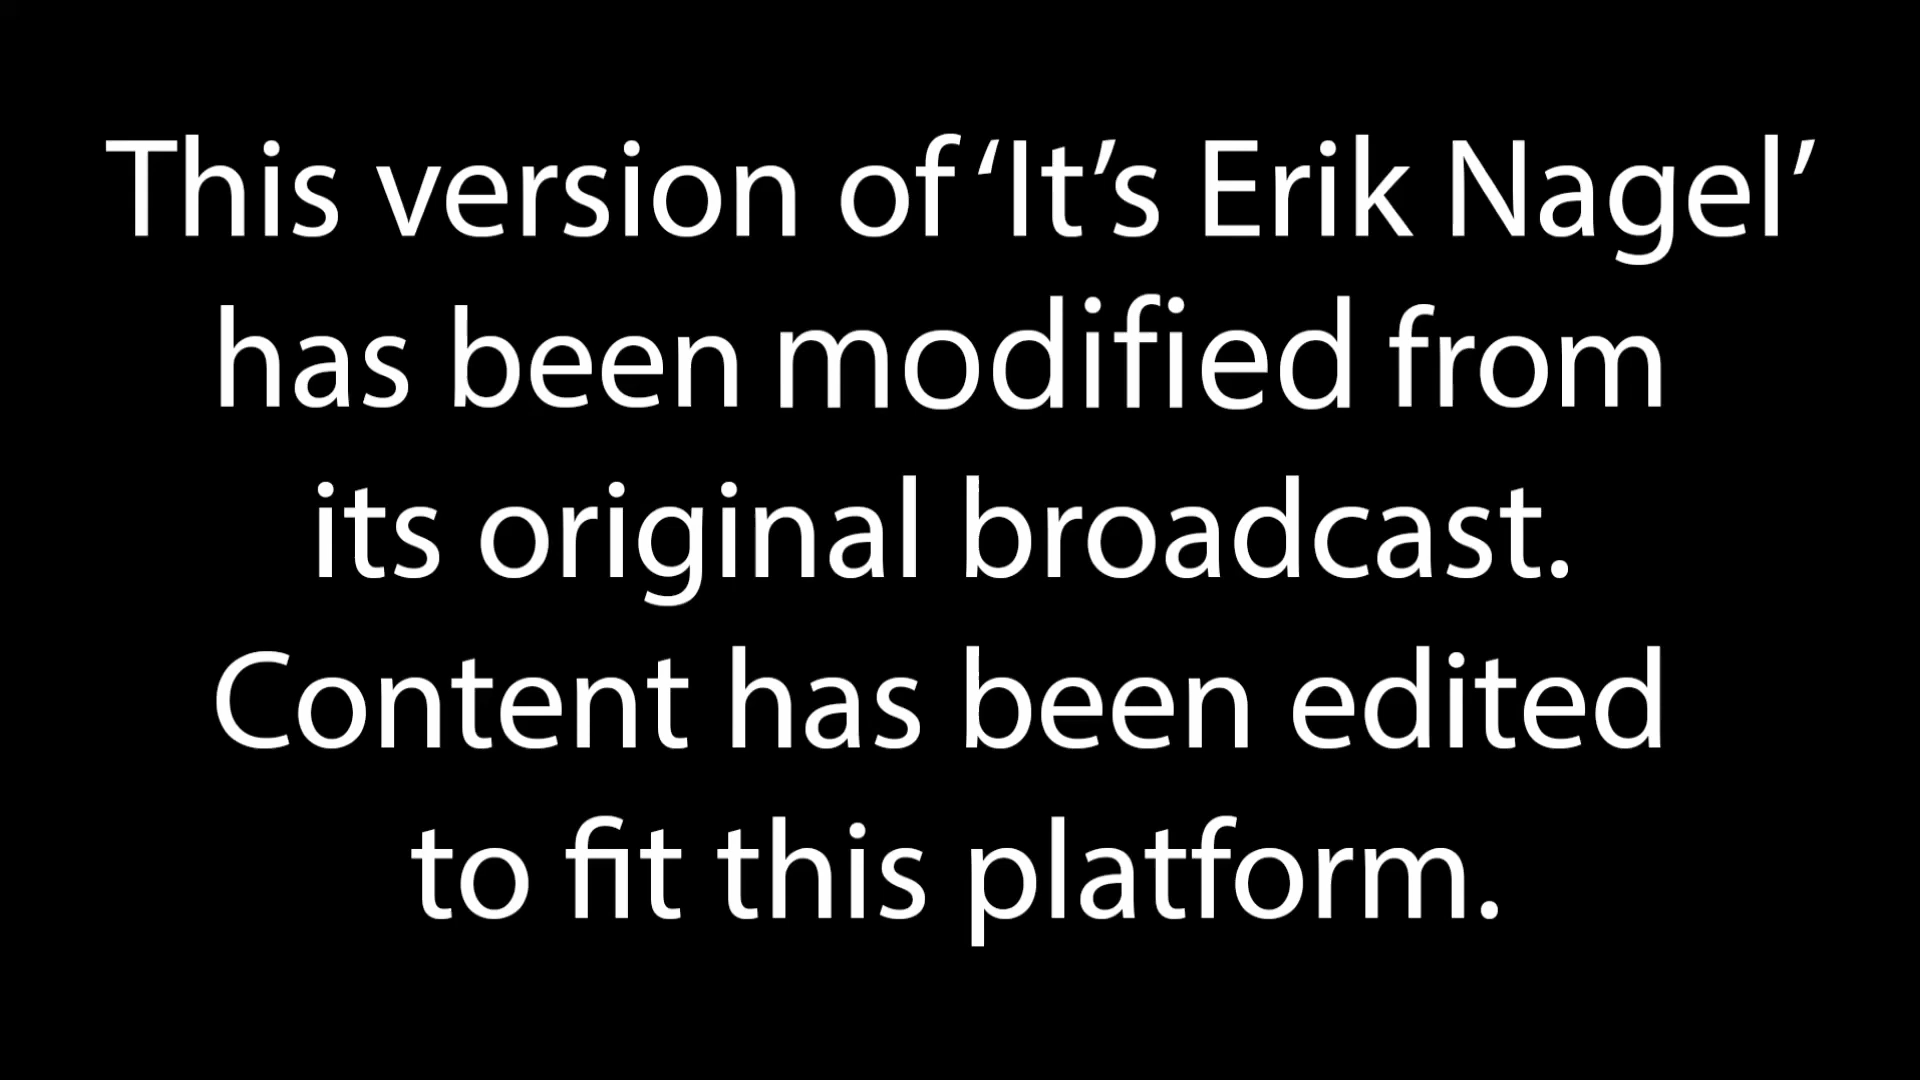 This version of ‘It’s Erik Nagel’
has been modified from
its original broadcast.
Content has been edited
to fit this platform.